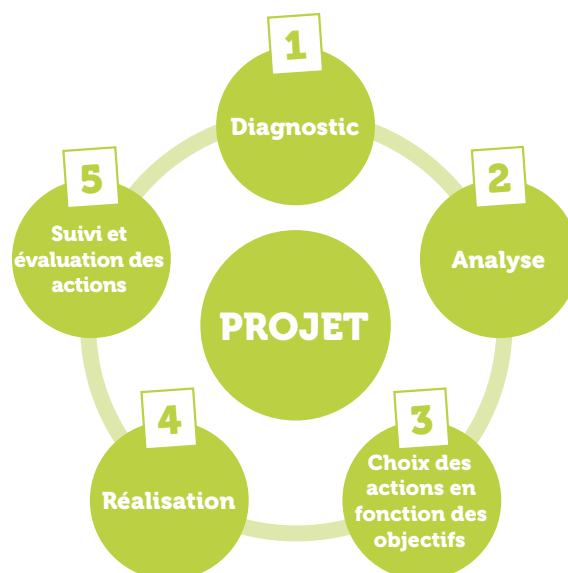 1
Diagnostic
2
Analyse
3
Choix des
actions en
fonction des
objectifs
4
Réalisation
5
Suivi et
évaluation des
actions
PROJET